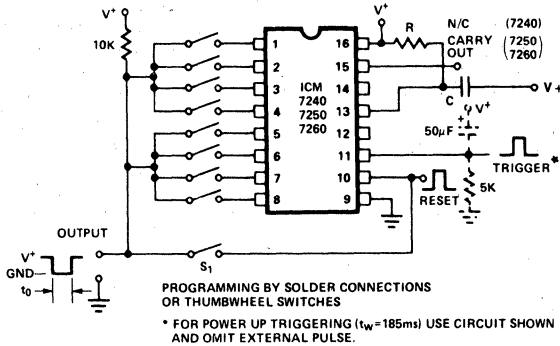 V+
V+
10K
1
2
3
4
5
6
7
8
ICM
7240
7250
7260
16
15
14
13
12
11
10
9
R
N/C (7240)
CARRY OUT (7250 7260)
C
V+
V+
50µF
+
TRIGGER*
5K
RESET
OUTPUT
V+
GND
t₀
S₁
PROGRAMMING BY SOLDER CONNECTIONS
OR THUMBWHEEL SWITCHES
* FOR POWER UP TRIGGERING (tw=185ms) USE CIRCUIT SHOWN
AND OMIT EXTERNAL PULSE.